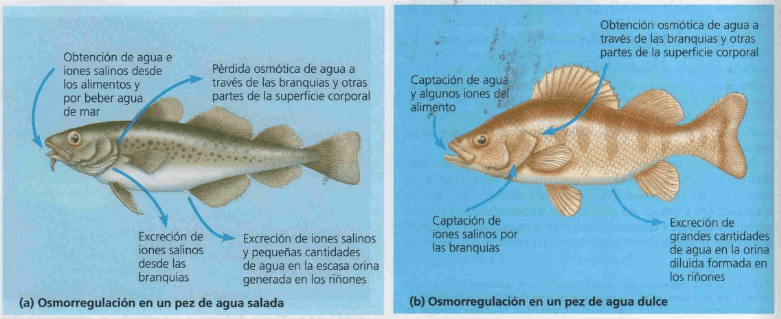 Obtención de agua e
iones salinos desde
los alimentos y
por beber agua
de mar
Pérdida osmótica de agua a
través de las branquias y otras
partes de la superficie corporal
Excreción de
iones salinos
desde las
branquias
Excreción de iones salinos
y pequeñas cantidades
de agua en la escasa orina
generada en los riñones
(a) Osmorregulación en un pez de agua salada
Obtención osmótica de agua a
través de las branquias y otras
partes de la superficie corporal
Captación de agua
y algunos iones del
alimento
Captación de
iones salinos por
las branquias
Excreción de
grandes cantidades
de agua en la orina
diluida formada en
los riñones
(b) Osmorregulación en un pez de agua dulce